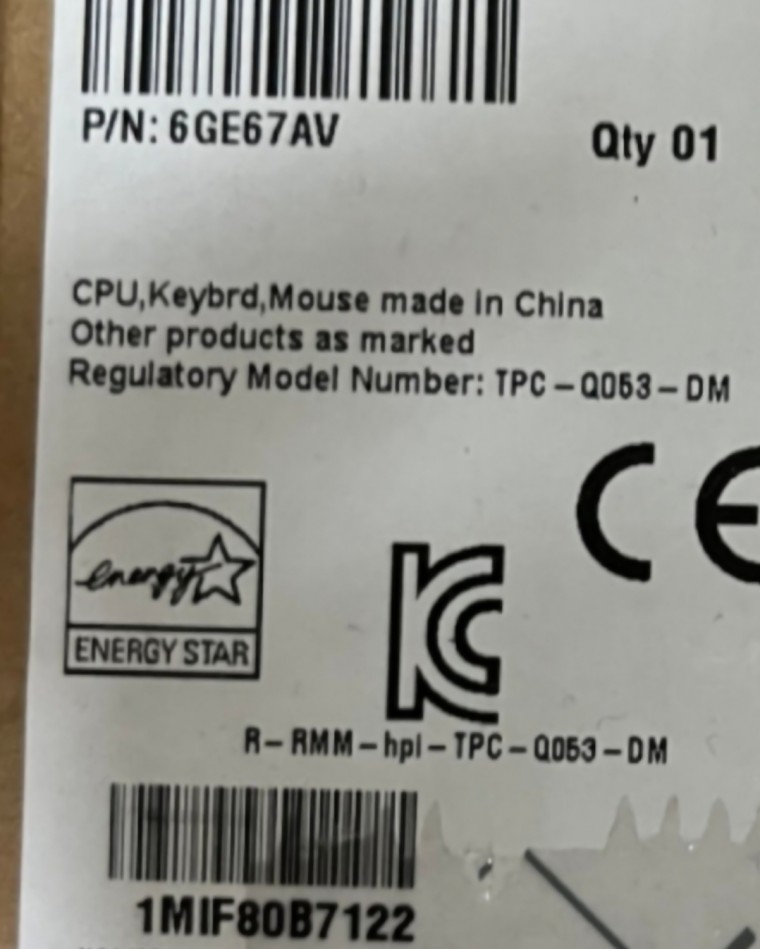 P/N: 6GE67AV
Qty 01
CPU,Keybrd,Mouse made in China
Other products as marked
Regulatory Model Number: TPC-Q053-DM
CE
energy
ENERGY STAR
R-RMM-hpi-TPC-Q053-DM
1MIF80B7122